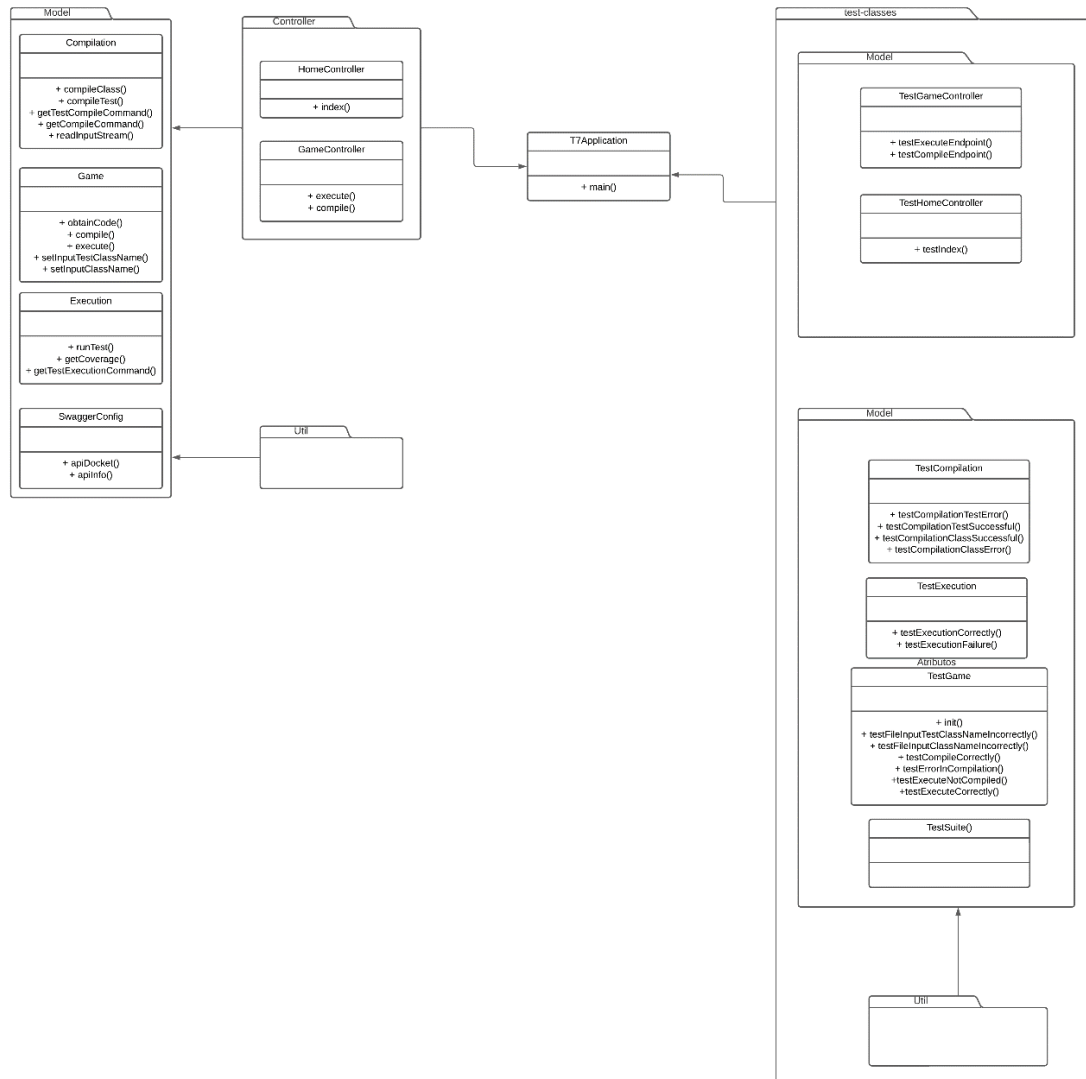 Model
Compilation
+ compileClass()
+ compileTest()
+ getTestCompileCommand()
+ getCompileCommand()
+ readInputStream()
Game
+ obtainCode()
+ compile()
+ execute()
+ setInputTestClassName()
+ setInputClassName()
Execution
+ runTest()
+ getCoverage()
+ getTestExecutionCommand()
SwaggerConfig
+ apiDocket()
+ apiInfo()
Controller
HomeController
+ index()
GameController
+ execute()
+ compile()
Util
T7Application
+ main()
test-classes
Model
TestGameController
+ testExecuteEndpoint()
+ testCompileEndpoint()
TestHomeController
+ testIndex()
Model
TestCompilation
+ testCompilationTestError()
+ testCompilationTestSuccessful()
+ testCompilationClassSuccessful()
+ testCompilationClassError()
TestExecution
+ testExecutionCorrectly()
+ testExecutionFailure()
Atributos
TestGame
+ init()
+ testFileInputTestClassNameIncorrectly()
+ testFileInputClassNameIncorrectly()
+ testCompileCorrectly()
+ testErrorInCompilation()
+testExecuteNotCompiled()
+testExecuteCorrectly()
TestSuite()
Util